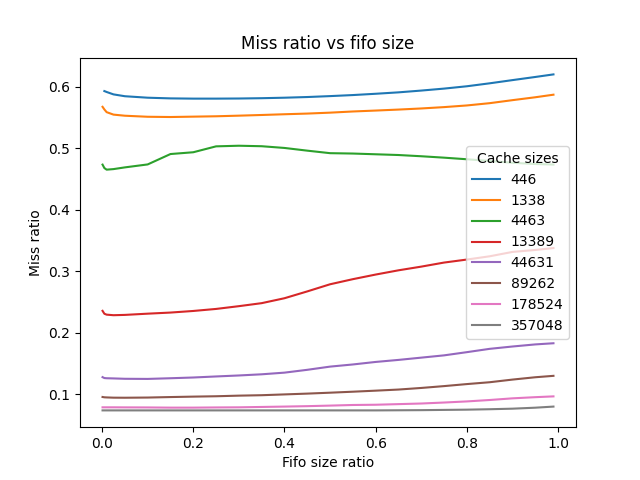 Miss ratio vs fifo size
Miss ratio
0.6
0.5
0.4
0.3
0.2
0.1
Cache sizes
446
1338
4463
13389
44631
89262
178524
357048
0.0 0.2 0.4 0.6 0.8 1.0
Fifo size ratio